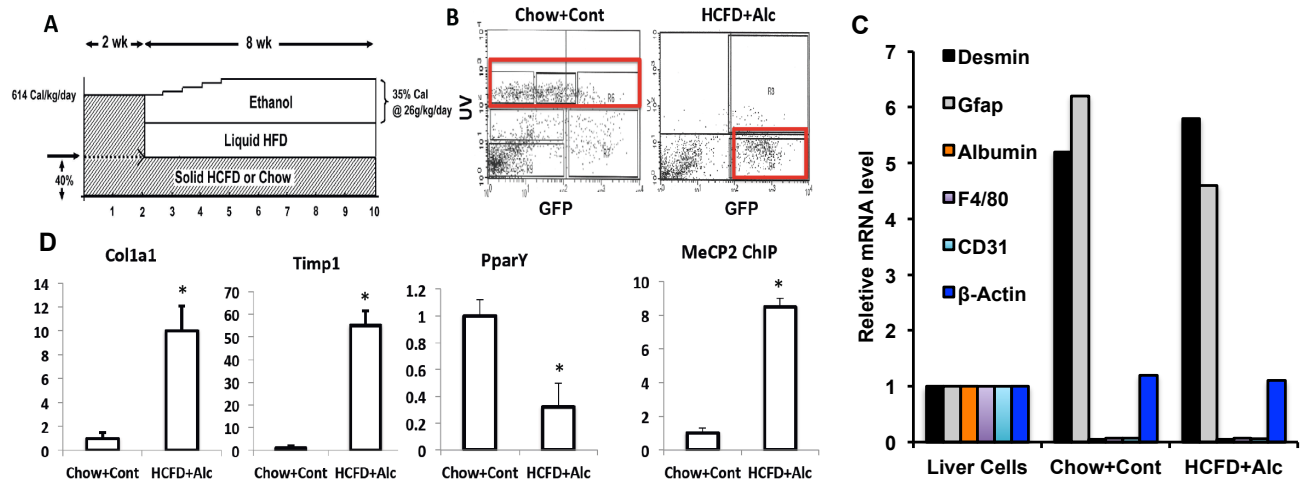 A
2 wk
8 wk
614 Cal/kg/day
Ethanol
35% Cal
@ 26g/kg/day
Liquid HFD
40%
Solid HCFD or Chow
1 2 3 4 5 6 7 8 9 10
B
Chow+Cont
HCFD+Alc
UV
R6
R3
GFP
GFP
C
7
6
5
4
3
2
1
0
Reletive mRNA level
Desmin
Gfap
Albumin
F4/80
CD31
β-Actin
Liver Cells
Chow+Cont
HCFD+Alc
D
Col1a1
14
12
10
8
6
4
2
0
*
Chow+Cont HCFD+Alc
Timp1
70
60
50
40
30
20
10
0
*
Chow+Cont HCFD+Alc
PparY
1.2
1
0.8
0.6
0.4
0.2
0
*
Chow+Cont HCFD+Alc
MeCP2 ChIP
10
8
6
4
2
0
*
Chow+Cont HCFD+Alc